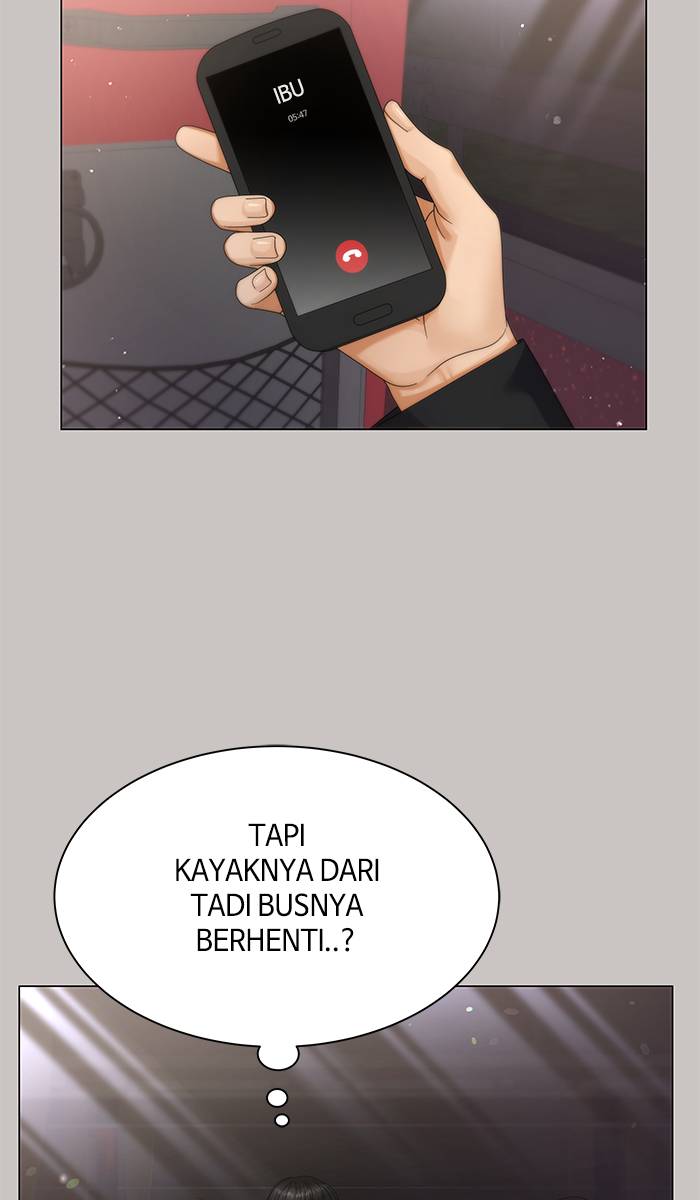 IBU
05:47
TAPI
KAYAKNYA DARI
TADI BUSNYA
BERHENTI..?